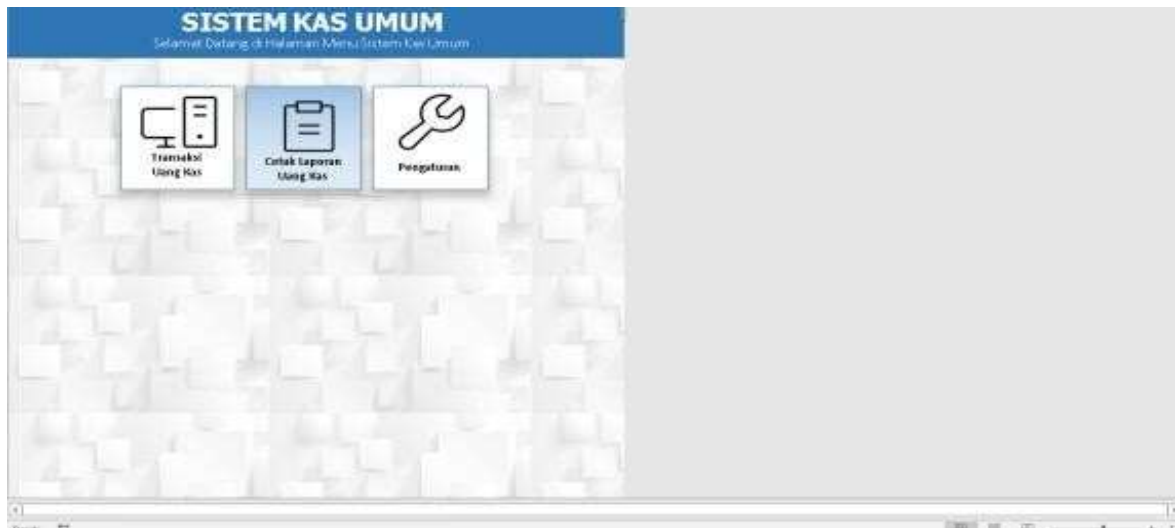 SISTEM KAS UMUM
Selamat Datang di Halaman Menu Sistem Kas Umum
Transaksi
Uang Kas
Cetak Laporan
Uang Kas
Pengaturan